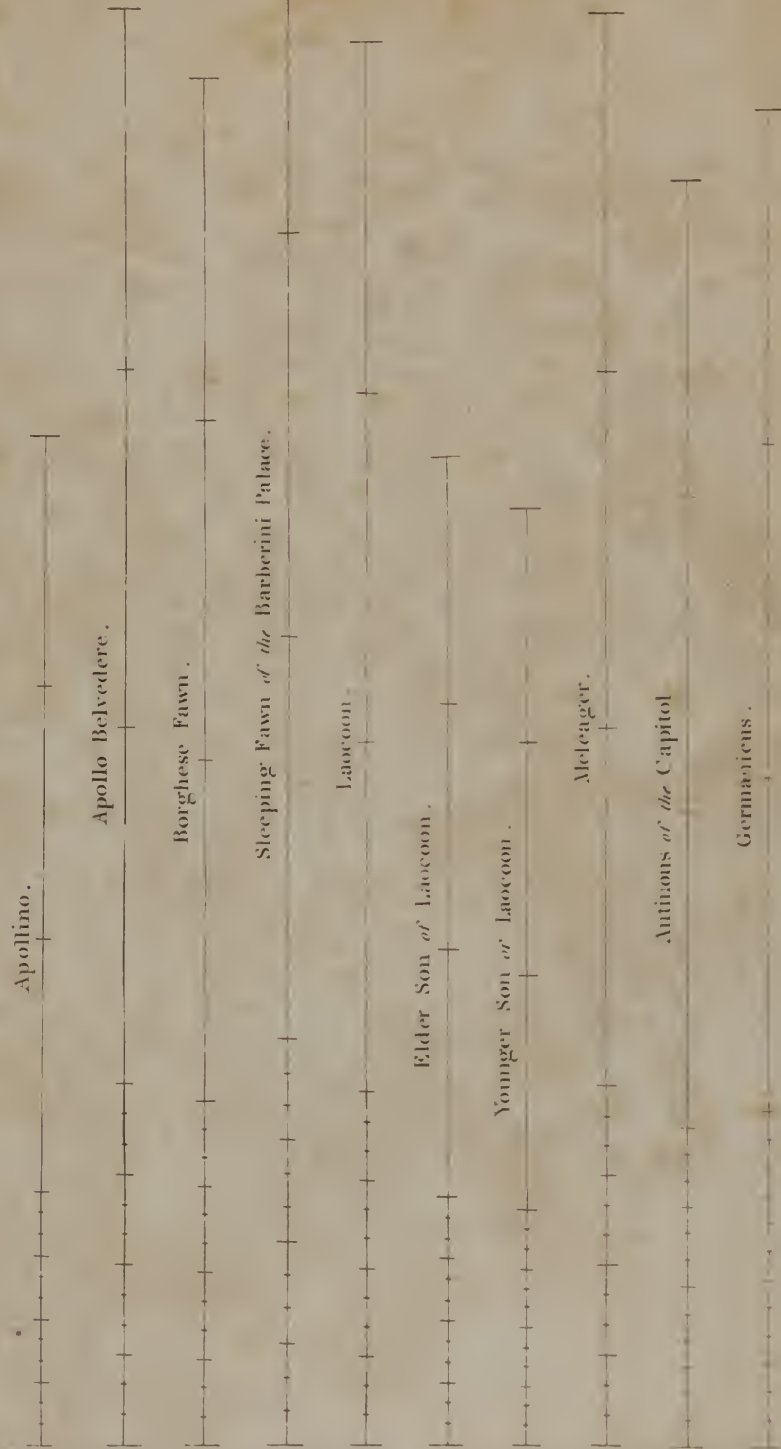 Apollino.
Apollo Belvedere.
Borghese Fawn.
Sleeping Fawn of the Barberini Palace.
Laocoon.
Elder Son of Laocoon.
Younger Son of Laocoon.
Meleager.
Antinous of the Capitol
Germanicus.